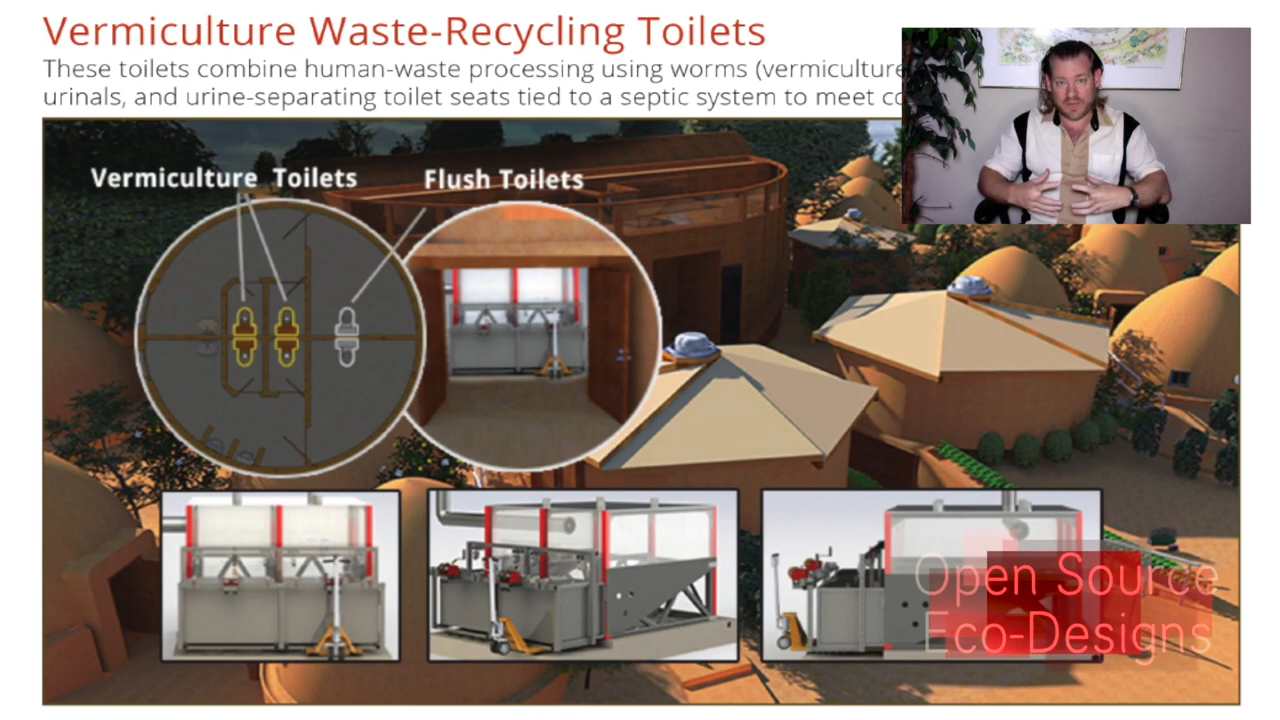 Vermiculture Waste-Recycling Toilets
These toilets combine human-waste processing using worms (vermiculture
urinals, and urine-separating toilet seats tied to a septic system to meet
Vermiculture Toilets
Flush Toilets
Open Source
Eco-Designs